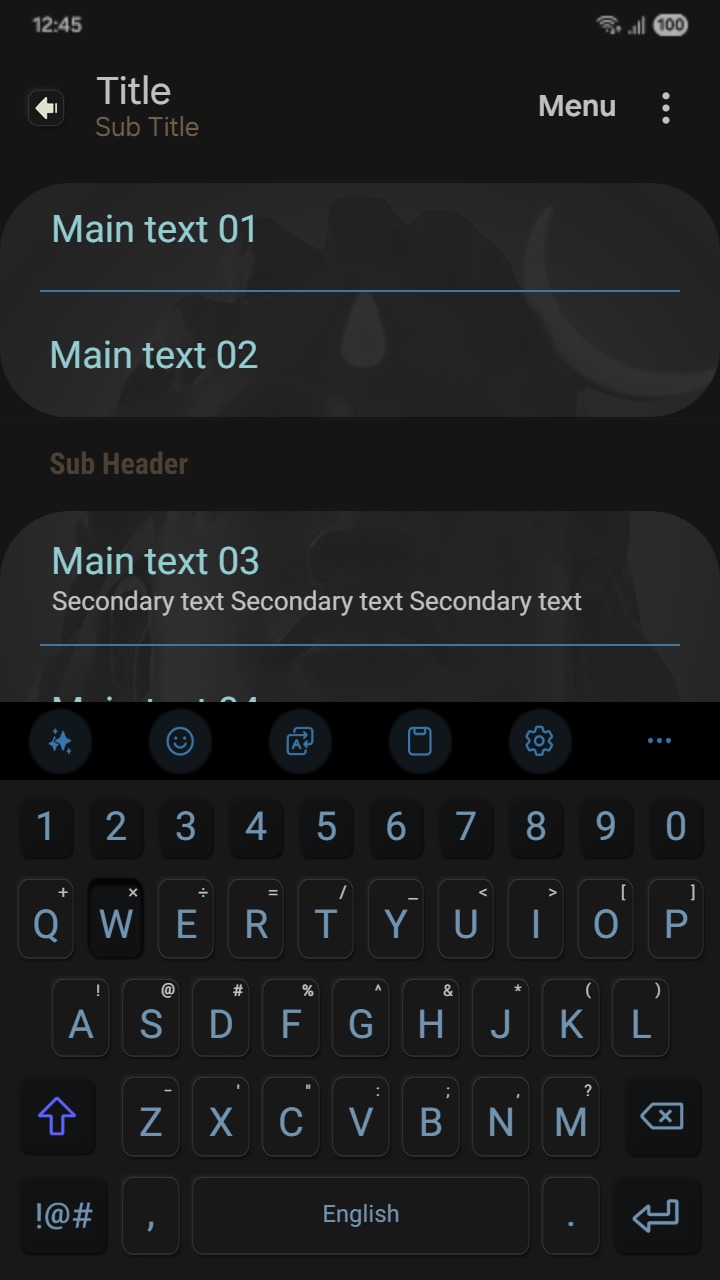 12:45
100
Title
Sub Title
Menu
Main text 01
Main text 02
Sub Header
Main text 03
Secondary text Secondary text Secondary text
1 2 3 4 5 6 7 8 9 0
+ × ÷ = / _ < > [ ]
Q W E R T Y U I O P
! @ # % ^ & * ( )
A S D F G H J K L
- ' " : ; , ?
Z X C V B N M
!@# , English .